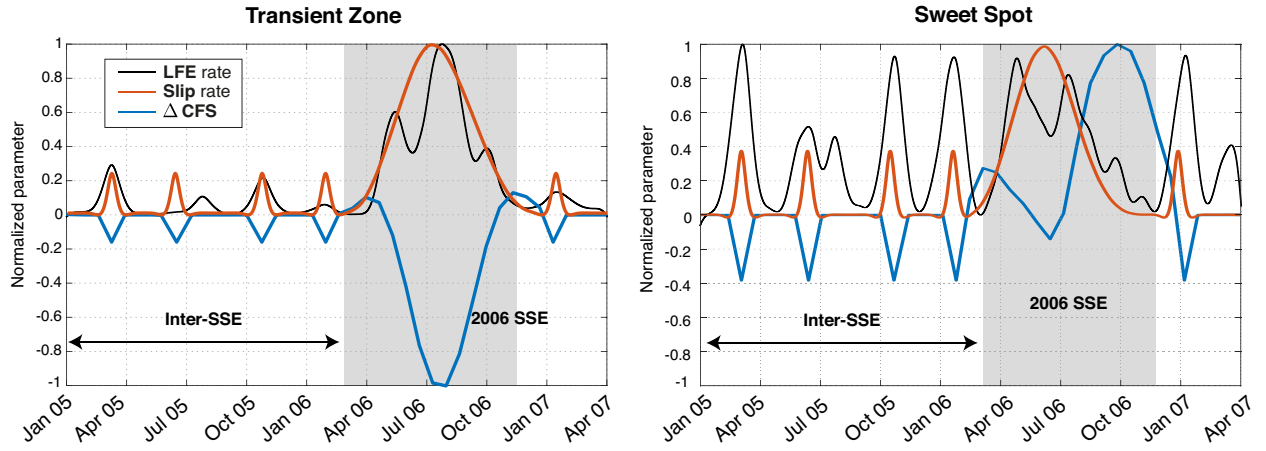 Transient Zone
Normalized parameter
1
0.8
0.6
0.4
0.2
0
-0.2
-0.4
-0.6
-0.8
-1
LFE rate
Slip rate
Δ CFS
Inter-SSE
2006 SSE
Jan 05
Apr 05
Jul 05
Oct 05
Jan 06
Apr 06
Jul 06
Oct 06
Jan 07
Apr 07
Sweet Spot
Normalized parameter
1
0.8
0.6
0.4
0.2
0
-0.2
-0.4
-0.6
-0.8
-1
Inter-SSE
2006 SSE
Jan 05
Apr 05
Jul 05
Oct 05
Jan 06
Apr 06
Jul 06
Oct 06
Jan 07
Apr 07